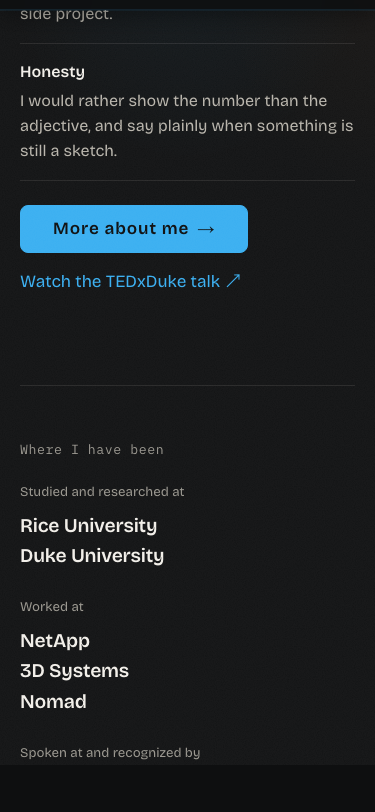 side project.
Honesty
I would rather show the number than the
adjective, and say plainly when something is
still a sketch.
More about me →
Watch the TEDxDuke talk ↗
Where I have been
Studied and researched at
Rice University
Duke University
Worked at
NetApp
3D Systems
Nomad
Spoken at and recognized by